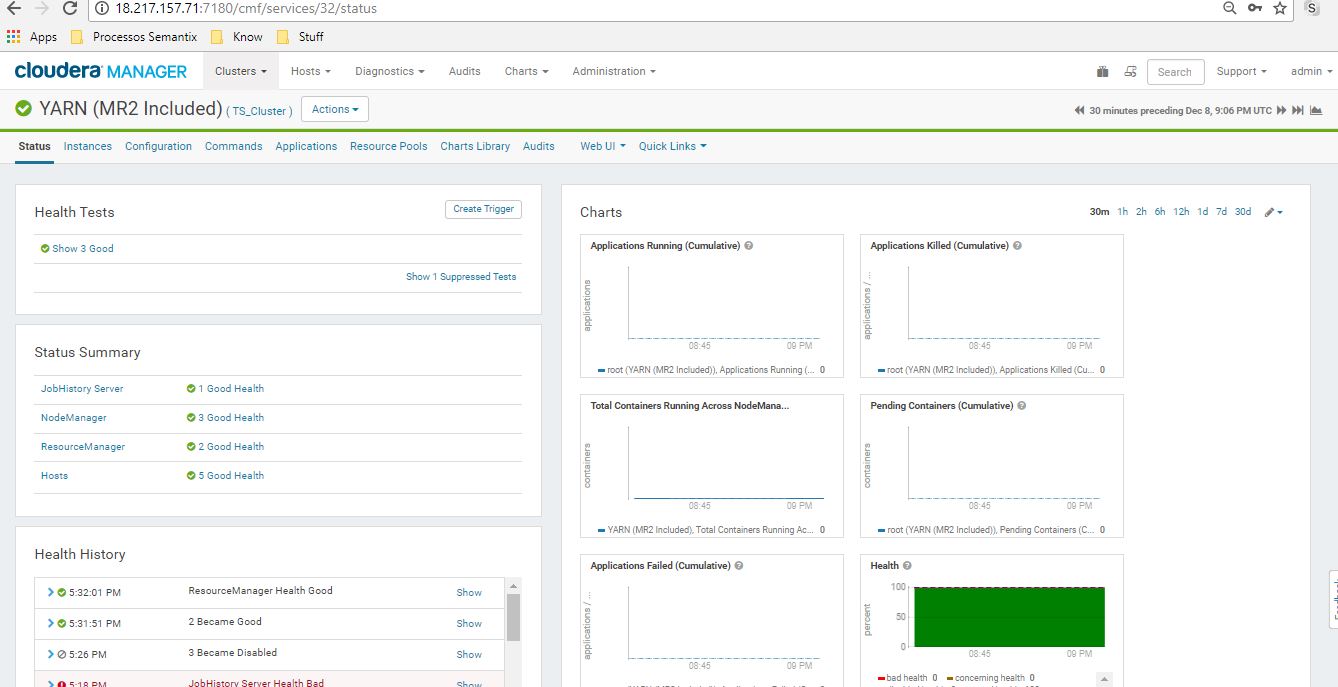 18.217.157.71:7180/cmf/services/32/status
S
Apps Processos Semantix Know Stuff
cloudera MANAGER Clusters Hosts Diagnostics Audits Charts Administration Search Support admin
YARN (MR2 Included) ( TS_Cluster ) Actions 30 minutes preceding Dec 8, 9:06 PM UTC
Status Instances Configuration Commands Applications Resource Pools Charts Library Audits Web UI Quick Links
Health Tests Create Trigger
Show 3 Good
Show 1 Suppressed Tests
Status Summary
JobHistory Server 1 Good Health
NodeManager 3 Good Health
ResourceManager 2 Good Health
Hosts 5 Good Health
Health History
5:32:01 PM ResourceManager Health Good Show
5:31:51 PM 2 Became Good Show
5:26 PM 3 Became Disabled Show
5:18 PM JobHistory Server Health Bad Show
Charts 30m 1h 2h 6h 12h 1d 7d 30d
Applications Running (Cumulative)
applications
08:45 09 PM
root (YARN (MR2 Included)), Applications Running (... 0
Applications Killed (Cumulative)
applications / ...
08:45 09 PM
root (YARN (MR2 Included)), Applications Killed (Cu... 0
Total Containers Running Across NodeMana...
containers
08:45 09 PM
YARN (MR2 Included), Total Containers Running Ac... 0
Pending Containers (Cumulative)
containers
08:45 09 PM
root (YARN (MR2 Included)), Pending Containers (C... 0
Applications Failed (Cumulative)
applications / ...
08:45 09 PM
Health
percent
100
50
0
08:45 09 PM
bad health 0 concerning health 0